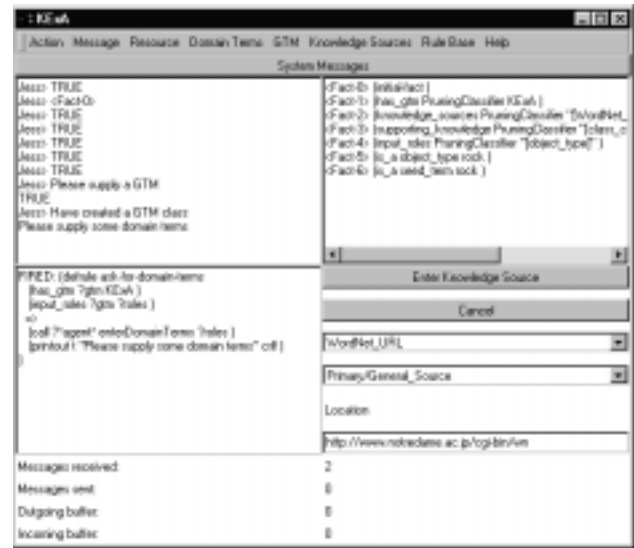 KExA
Action Message Resource Domain Terms GTM Knowledge Sources Rule Base Help
System Messages
Jess> TRUE
Jess> <Fact-0>
Jess> TRUE
Jess> TRUE
Jess> TRUE
Jess> TRUE
Jess> TRUE
Jess> Please supply a GTM
TRUE
Jess> Have created a GTM class
Please supply some domain terms
<Fact-0> (initial-fact )
<Fact-1> (has_gtm PruningClassifier KExA )
<Fact-2> (knowledge_sources PruningClassifier "[WordNet_
<Fact-3> (supporting_knowledge PruningClassifier "[class_c
<Fact-4> (input_roles PruningClassifier "[object_type]" )
<Fact-5> (is_a object_type rock )
<Fact-6> (is_a seed_term rock )
FIRED: (defrule ask-for-domain-terms
(has_gtm ?gtm KExA )
(input_roles ?gtm ?roles )
=>
(call ?*agent* enterDomainTerms ?roles )
(printout t "Please supply some domain terms" crlf )
)
Enter Knowledge Source
Cancel
WordNet_URL
Primary/General_Source
Location
http://www.notredame.ac.jp/cgi-bin/wn
Messages received: 2
Messages sent: 0
Outgoing buffer: 0
Incoming buffer: 0